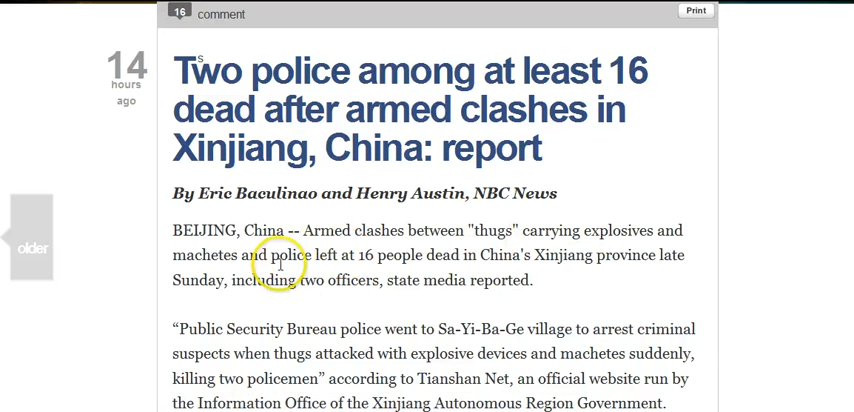 16 comment Print
14
hours
ago
s
Two police among at least 16
dead after armed clashes in
Xinjiang, China: report
By Eric Baculinao and Henry Austin, NBC News
BEIJING, China -- Armed clashes between "thugs" carrying explosives and
machetes and police left at 16 people dead in China's Xinjiang province late
Sunday, including two officers, state media reported.
older
“Public Security Bureau police went to Sa-Yi-Ba-Ge village to arrest criminal
suspects when thugs attacked with explosive devices and machetes suddenly,
killing two policemen” according to Tianshan Net, an official website run by
the Information Office of the Xinjiang Autonomous Region Government.